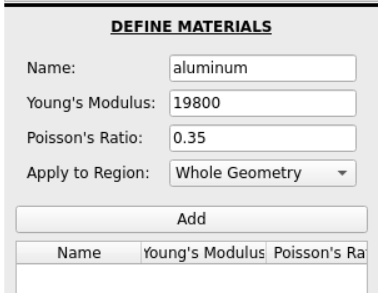 DEFINE MATERIALS
Name: aluminum
Young's Modulus: 19800
Poisson's Ratio: 0.35
Apply to Region: Whole Geometry
Add
Name Young's Modulus Poisson's Ra